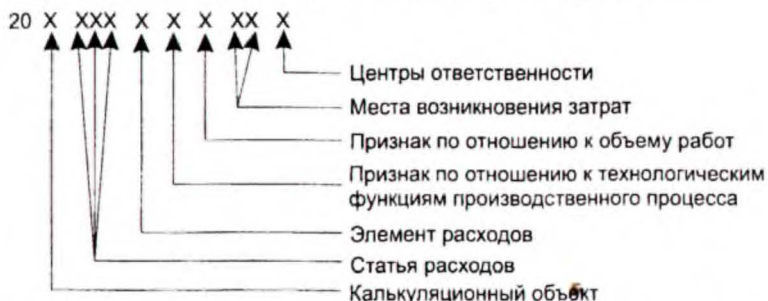 20 X XXX X X X XX X
Центры ответственности
Места возникновения затрат
Признак по отношению к объему работ
Признак по отношению к технологическим
функциям производственного процесса
Элемент расходов
Статья расходов
Калькуляционный объект